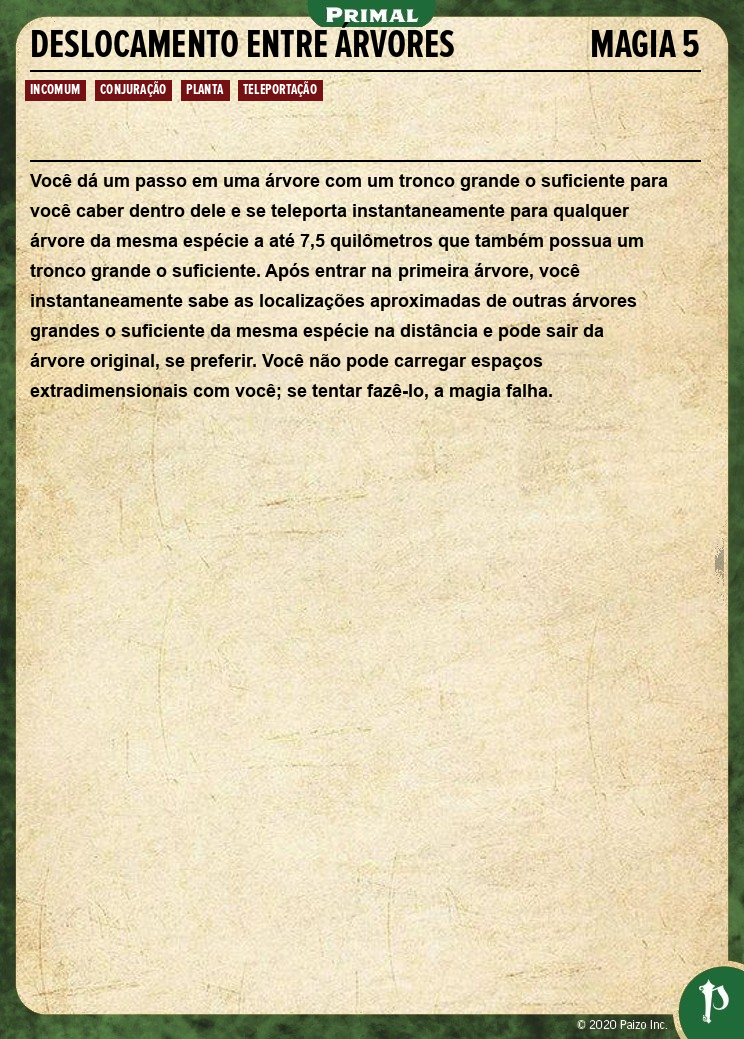 PRIMAL
DESLOCAMENTO ENTRE ÁRVORES MAGIA 5
INCOMUM CONJURAÇÃO PLANTA TELEPORTAÇÃO
Você dá um passo em uma árvore com um tronco grande o suficiente para
você caber dentro dele e se teleporta instantaneamente para qualquer
árvore da mesma espécie a até 7,5 quilômetros que também possua um
tronco grande o suficiente. Após entrar na primeira árvore, você
instantaneamente sabe as localizações aproximadas de outras árvores
grandes o suficiente da mesma espécie na distância e pode sair da
árvore original, se preferir. Você não pode carregar espaços
extradimensionais com você; se tentar fazê-lo, a magia falha.
© 2020 Paizo Inc.
P